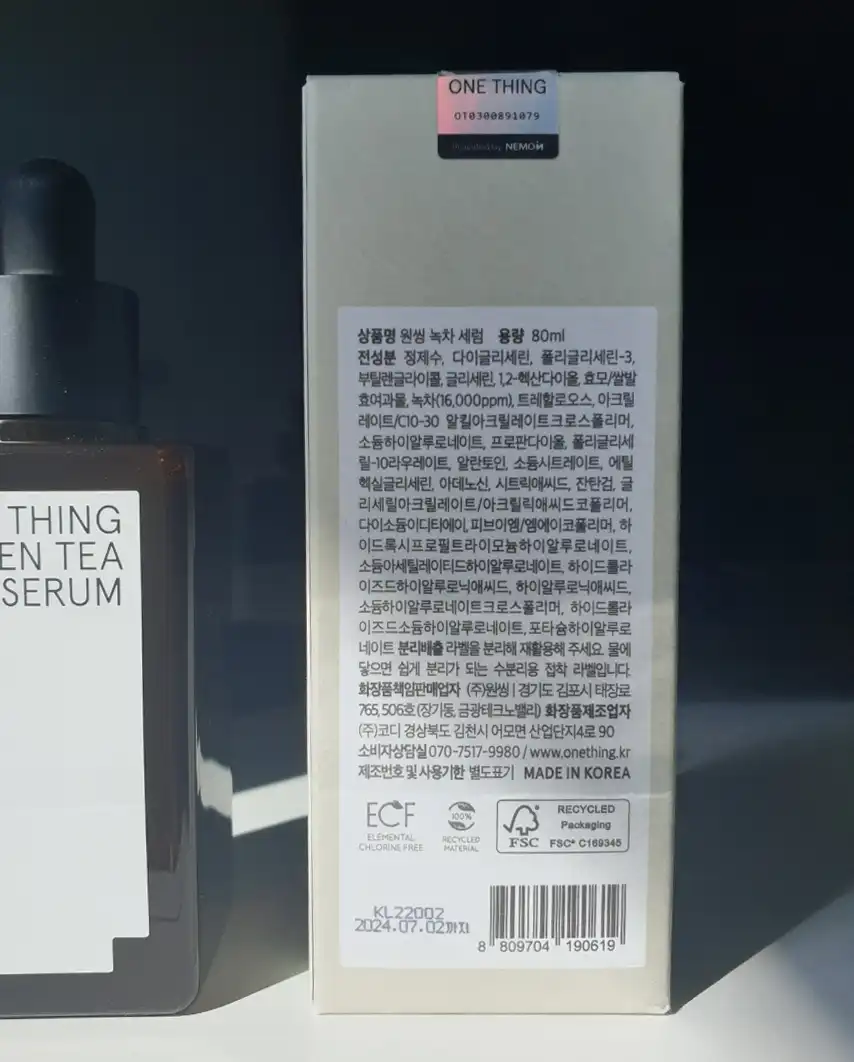 ONE THING
OT0300891079
Provided by NEMOИ
THING
EN TEA
SERUM
상품명 원씽 녹차 세럼 용량 80ml
전성분 정제수, 다이글리세린, 폴리글리세린-3,
부틸렌글라이콜, 글리세린, 1,2-헥산다이올, 효모/쌀발
효여과물, 녹차(16,000ppm), 트레할로오스, 아크릴
레이트/C10-30 알킬아크릴레이트크로스폴리머,
소듐하이알루로네이트, 프로판다이올, 폴리글리세
릴-10라우레이트, 알란토인, 소듐시트레이트, 에틸
헥실글리세린, 아데노신, 시트릭애씨드, 잔탄검, 글
리세릴아크릴레이트/아크릴릭애씨드코폴리머,
다이소듐이디티에이, 피브이엠/엠에이코폴리머, 하
이드록시프로필트라이모늄하이알루로네이트,
소듐아세틸레이티드하이알루로네이트, 하이드롤라
이즈드하이알루로닉애씨드, 하이알루로닉애씨드,
소듐하이알루로네이트크로스폴리머, 하이드롤라
이즈드소듐하이알루로네이트, 포타슘하이알루로
네이트 분리배출 라벨을 분리해 재활용해 주세요. 물에
닿으면 쉽게 분리가 되는 수분리용 접착 라벨입니다.
화장품책임판매업자 (주)원씽 | 경기도 김포시 태장로
765, 506호 (장기동, 금광테크노밸리) 화장품제조업자
(주)코디 경상북도 김천시 어모면 산업단지4로 90
소비자상담실 070-7517-9980 / www.onething.kr
제조번호 및 사용기한 별도표기 MADE IN KOREA
ECF
ELEMENTAL
CHLORINE FREE
100%
RECYCLED
MATERIAL
FSC
RECYCLED
Packaging
FSC® C169345
KL22002
2024.07.02까지
8 809704 190619